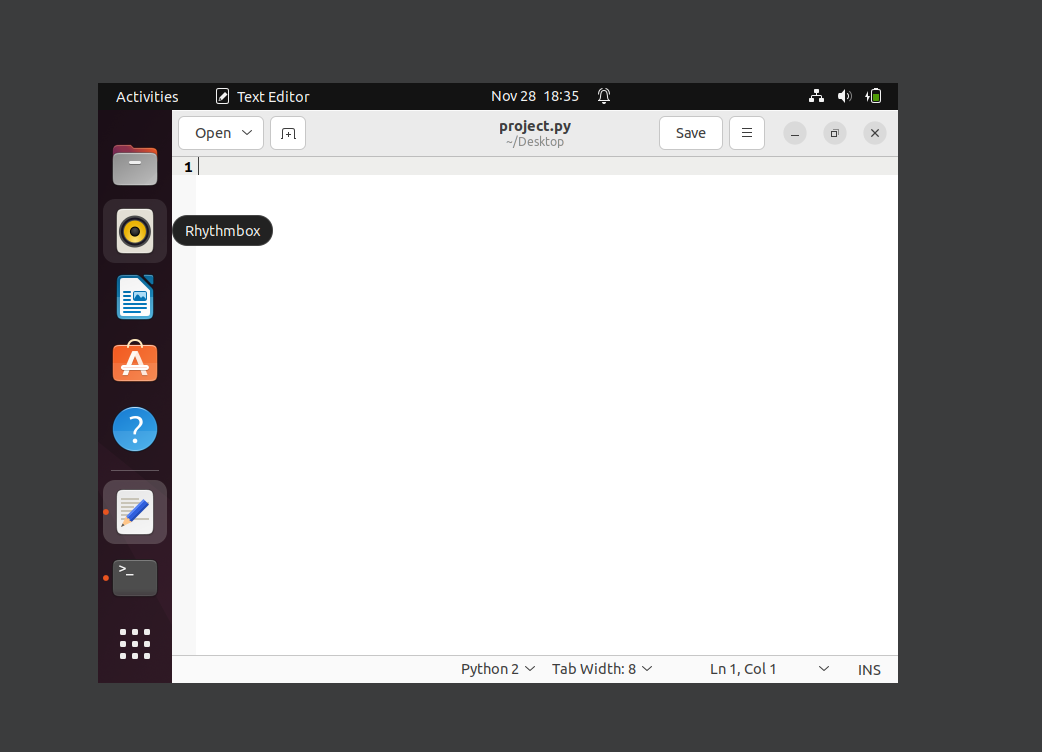 Activities
Text Editor
Nov 28 18:35
Open
project.py
~/Desktop
Save
1
Rhythmbox
>_
Python 2
Tab Width: 8
Ln 1, Col 1
INS